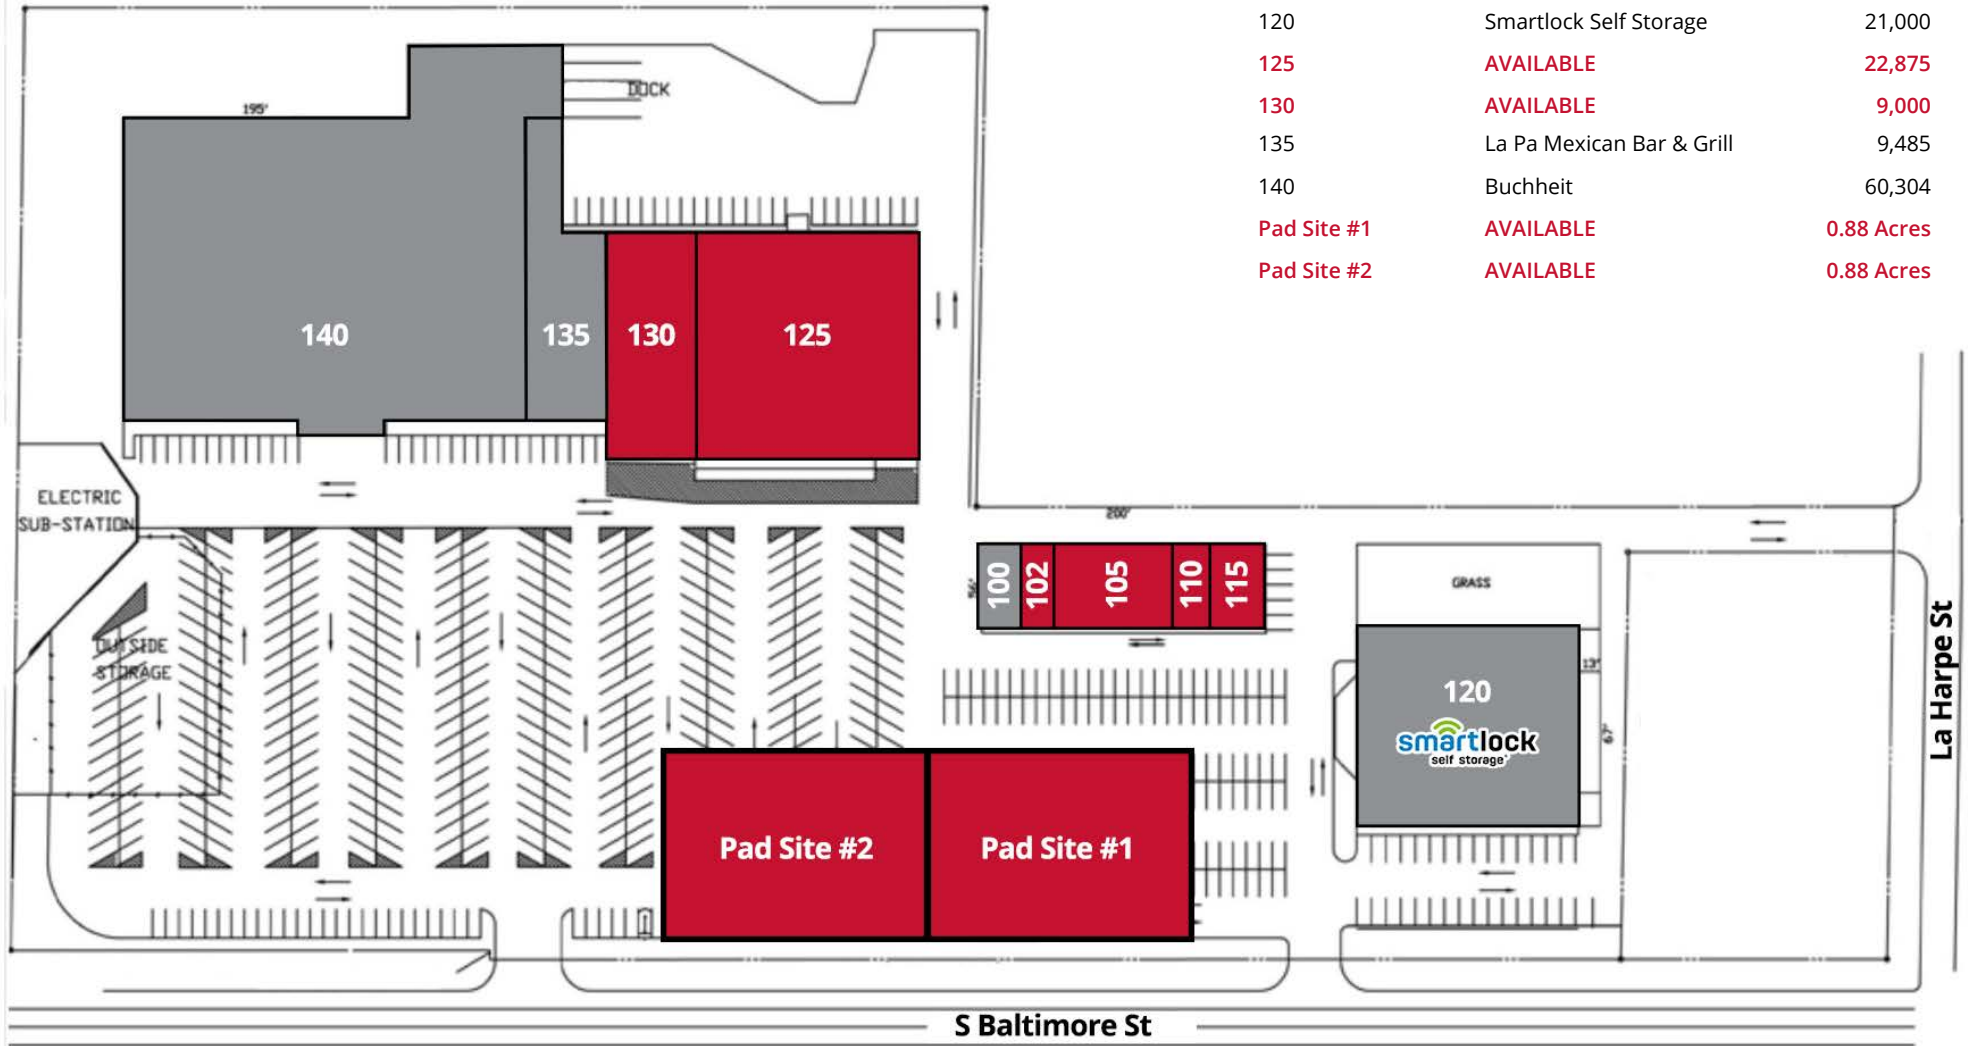 120 Smartlock Self Storage 21,000
125 AVAILABLE 22,875
130 AVAILABLE 9,000
135 La Pa Mexican Bar & Grill 9,485
140 Buchheit 60,304
Pad Site #1 AVAILABLE 0.88 Acres
Pad Site #2 AVAILABLE 0.88 Acres
DOCK
195'
140
135
130
125
ELECTRIC
SUB-STATION
OUTSIDE
STORAGE
200'
56'
100
102
105
110
115
GRASS
13'
67'
120
smartlock
self storage
Pad Site #2
Pad Site #1
La Harpe St
S Baltimore St